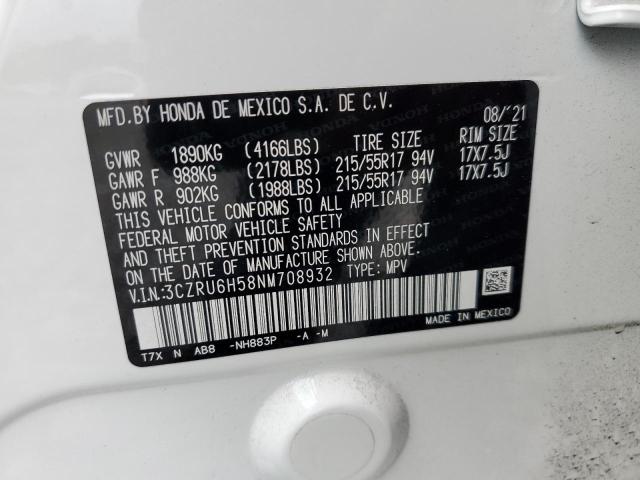 MFD.BY HONDA DE MEXICO S.A. DE C.V. 08/'21
GVWR 1890KG (4166LBS) TIRE SIZE RIM SIZE
GAWR F 988KG (2178LBS) 215/55R17 94V 17X7.5J
GAWR R 902KG (1988LBS) 215/55R17 94V 17X7.5J
THIS VEHICLE CONFORMS TO ALL APPLICABLE
FEDERAL MOTOR VEHICLE SAFETY
AND THEFT PREVENTION STANDARDS IN EFFECT
ON THE DATE OF MANUFACTURE SHOWN ABOVE.
V.I.N.:3CZRU6H58NM708932 TYPE: MPV
T7X N AB8 -NH883P -A -M MADE IN MEXICO